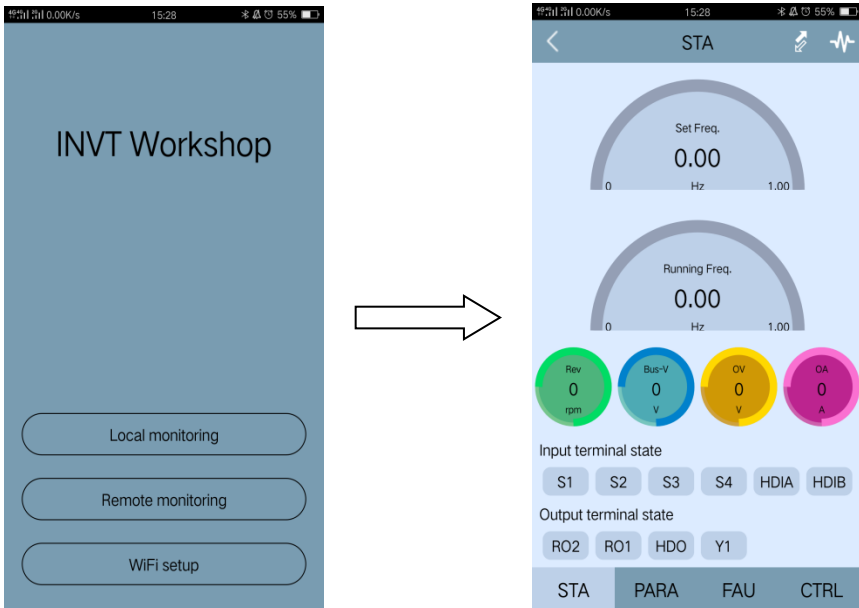 0.00K/s 15:28 55%
INVT Workshop
Local monitoring
Remote monitoring
WiFi setup
0.00K/s 15:28 55%
STA
Set Freq.
0.00
0 Hz 1.00
Running Freq.
0.00
0 Hz 1.00
Rev Bus-V OV OA
0 0 0 0
rpm V V A
Input terminal state
S1 S2 S3 S4 HDIA HDIB
Output terminal state
RO2 RO1 HDO Y1
STA PARA FAU CTRL